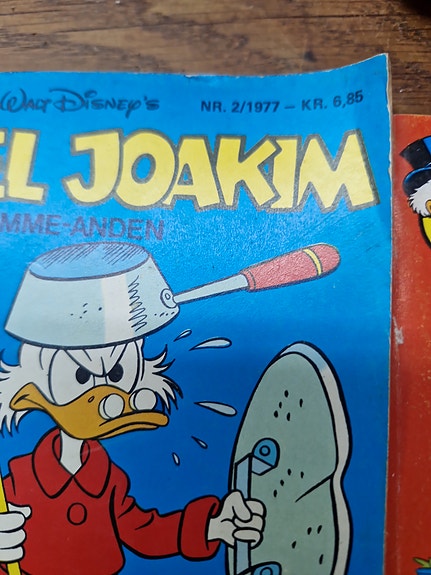 Walt Disney's
NR. 2/1977 – KR. 6,85
EL JOAKIM
MME-ANDEN